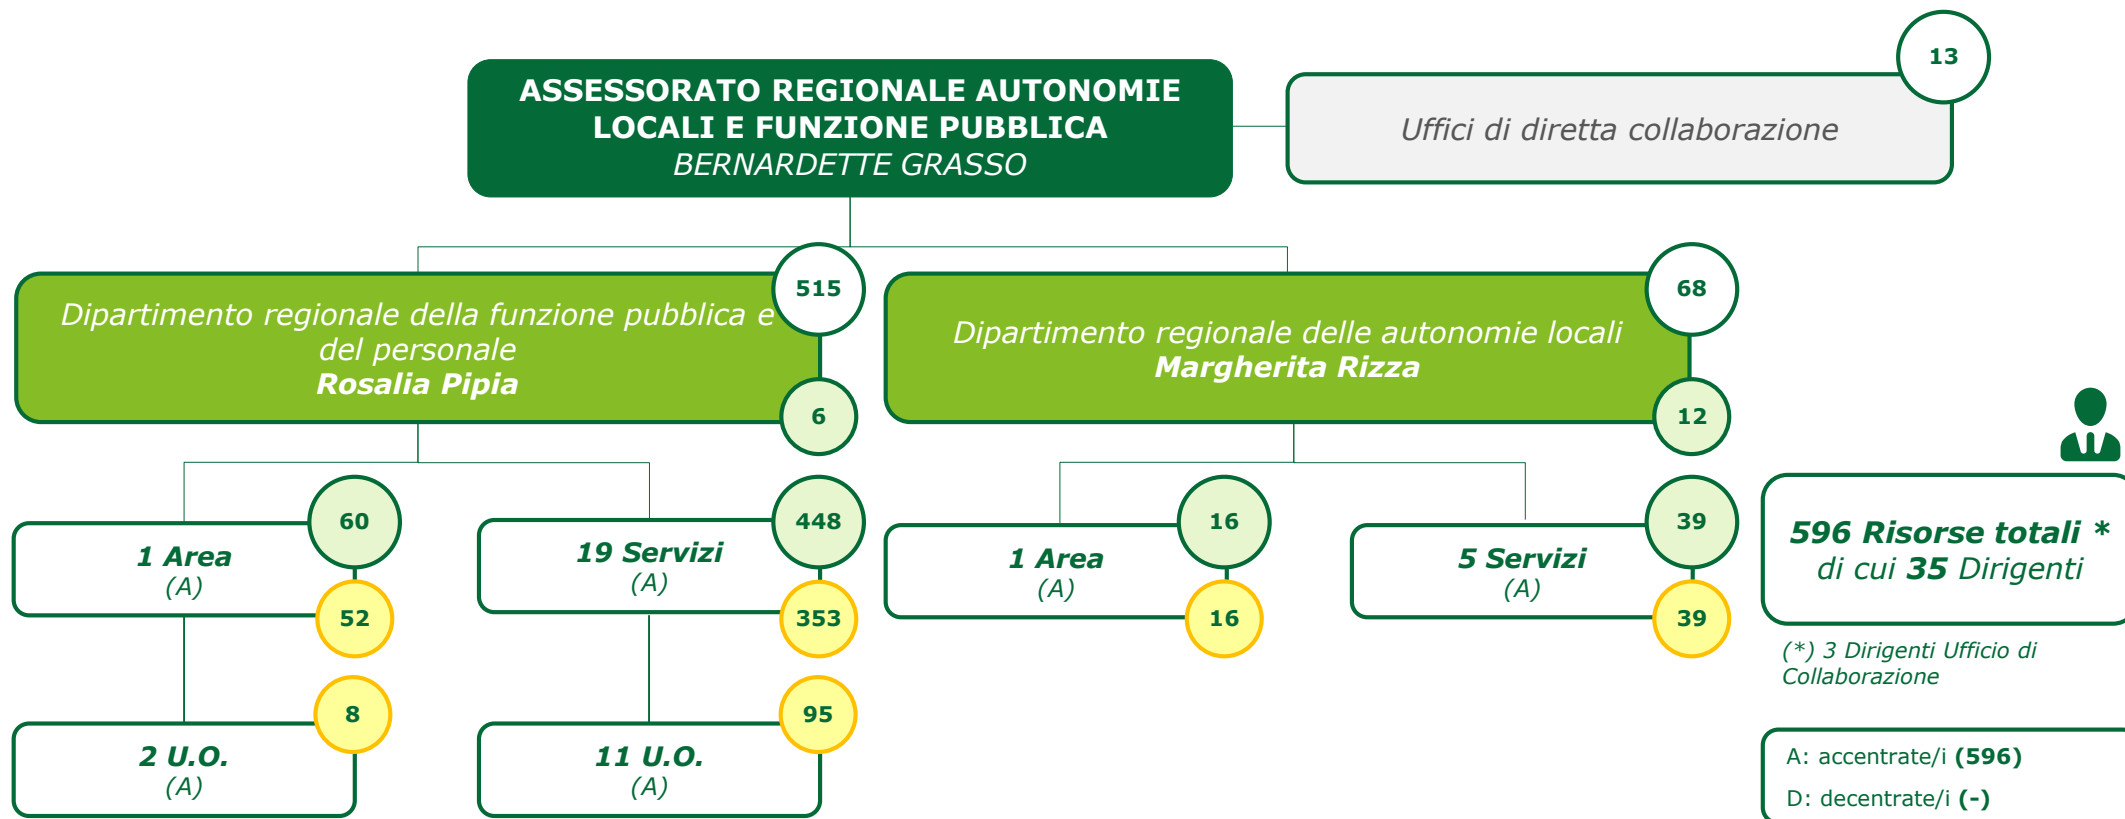 13
ASSESSORATO REGIONALE AUTONOMIE
LOCALI E FUNZIONE PUBBLICA
BERNARDETTE GRASSO
Uffici di diretta collaborazione
515
Dipartimento regionale della funzione pubblica e
del personale
Rosalia Pipia
6
68
Dipartimento regionale delle autonomie locali
Margherita Rizza
12
60
1 Area
(A)
52
448
19 Servizi
(A)
353
16
1 Area
(A)
16
39
5 Servizi
(A)
39
8
2 U.O.
(A)
95
11 U.O.
(A)
596 Risorse totali *
di cui 35 Dirigenti
(*) 3 Dirigenti Ufficio di
Collaborazione
A: accentrate/i (596)
D: decentrate/i (-)